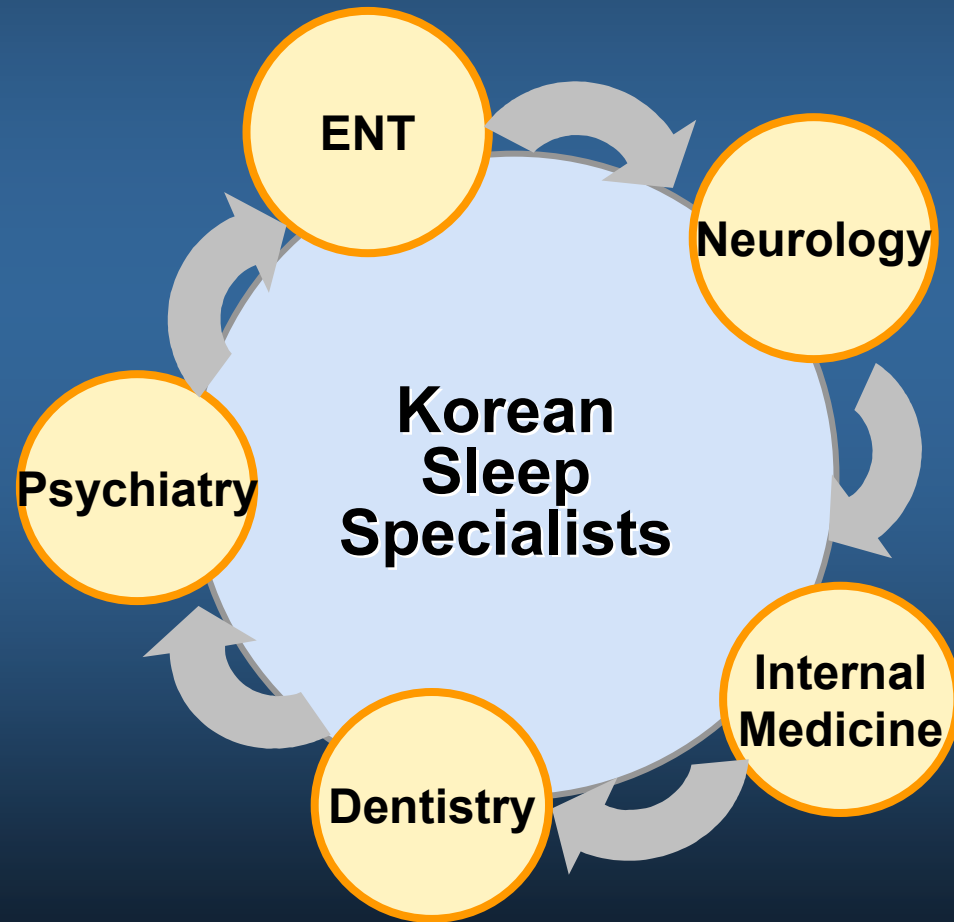 ENT
Neurology
Korean
Sleep
Specialists
Psychiatry
Internal
Medicine
Dentistry